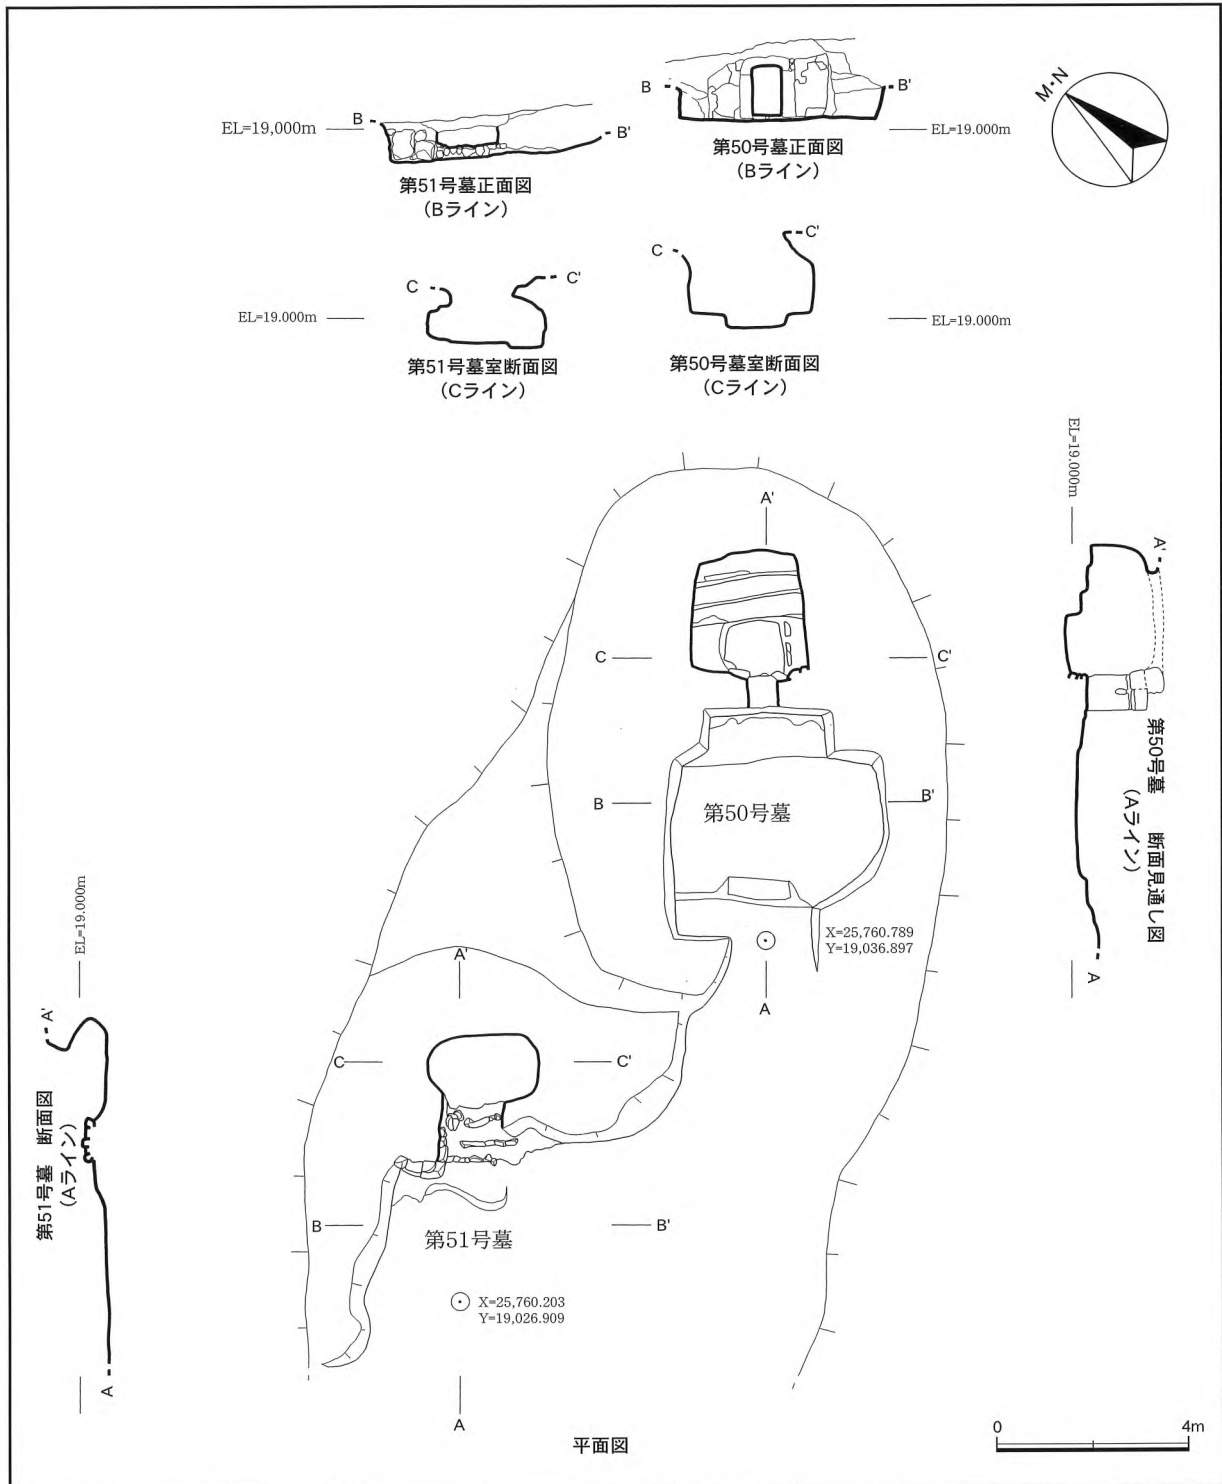 B
B'
EL=19,000m
第51号墓正面図
（Bライン）
B
B'
EL=19.000m
第50号墓正面図
（Bライン）
M・N
C
C'
EL=19.000m
第51号墓室断面図
（Cライン）
C
C'
EL=19.000m
第50号墓室断面図
（Cライン）
EL=19.000m
A'
第50号墓 断面見通し図
（Aライン）
A
A'
C
C'
B
B'
第50号墓
X=25,760.789
Y=19,036.897
A
EL=19.000m
A'
第51号墓 断面図
（Aライン）
A
A'
C
C'
B
B'
第51号墓
X=25,760.203
Y=19,026.909
A
平面図
0
4m